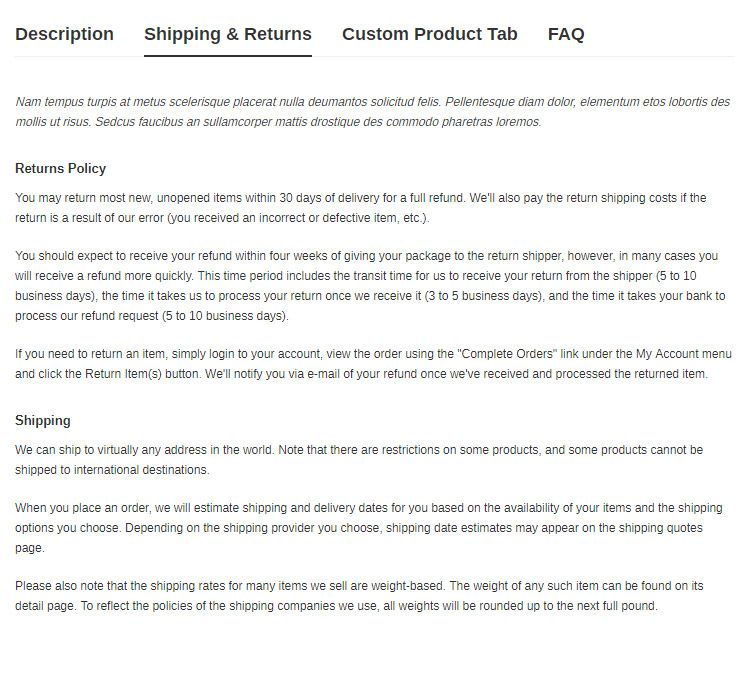 Description Shipping & Returns Custom Product Tab FAQ
Nam tempus turpis at metus scelerisque placerat nulla deumantos solicitud felis. Pellentesque diam dolor, elementum etos lobortis des
mollis ut risus. Sedcus faucibus an sullamcorper mattis drostique des commodo pharetras loremos.
Returns Policy
You may return most new, unopened items within 30 days of delivery for a full refund. We'll also pay the return shipping costs if the
return is a result of our error (you received an incorrect or defective item, etc.).
You should expect to receive your refund within four weeks of giving your package to the return shipper, however, in many cases you
will receive a refund more quickly. This time period includes the transit time for us to receive your return from the shipper (5 to 10
business days), the time it takes us to process your return once we receive it (3 to 5 business days), and the time it takes your bank to
process our refund request (5 to 10 business days).
If you need to return an item, simply login to your account, view the order using the "Complete Orders" link under the My Account menu
and click the Return Item(s) button. We'll notify you via e-mail of your refund once we've received and processed the returned item.
Shipping
We can ship to virtually any address in the world. Note that there are restrictions on some products, and some products cannot be
shipped to international destinations.
When you place an order, we will estimate shipping and delivery dates for you based on the availability of your items and the shipping
options you choose. Depending on the shipping provider you choose, shipping date estimates may appear on the shipping quotes
page.
Please also note that the shipping rates for many items we sell are weight-based. The weight of any such item can be found on its
detail page. To reflect the policies of the shipping companies we use, all weights will be rounded up to the next full pound.